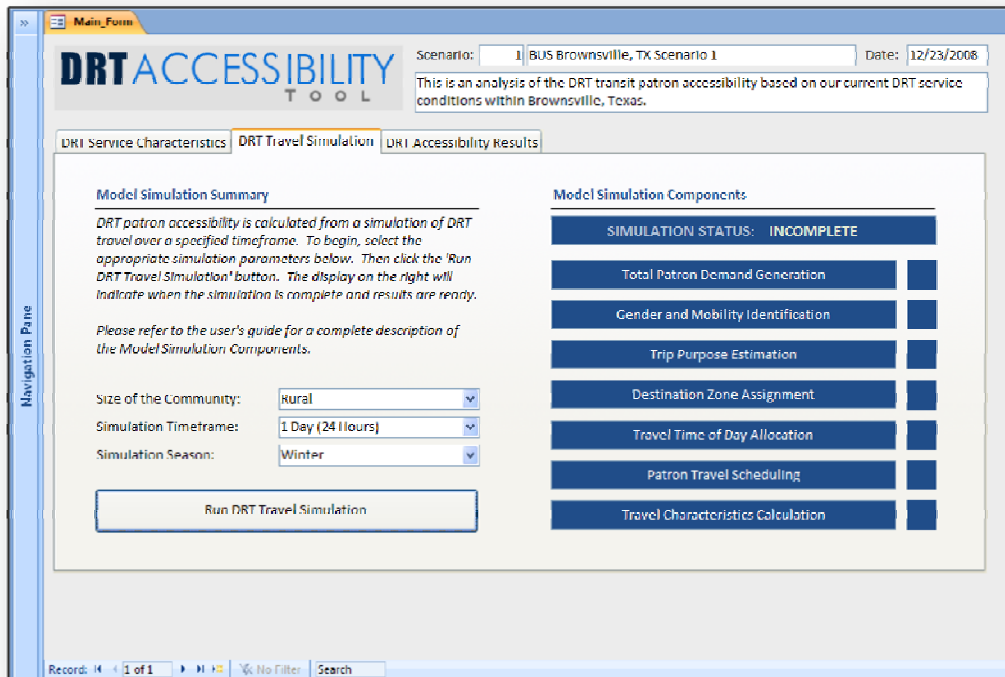 Main_Form
DRT ACCESSIBILITY
TOOL
Scenario: 1 BUS Brownsville, TX Scenario 1 Date: 12/23/2008
This is an analysis of the DRT transit patron accessibility based on our current DRT service
conditions within Brownsville, Texas.
DRT Service Characteristics DRT Travel Simulation DRT Accessibility Results
Model Simulation Summary
DRT patron accessibility is calculated from a simulation of DRT
travel over a specified timeframe. To begin, select the
appropriate simulation parameters below. Then click the 'Run
DRT Travel Simulation' button. The display on the right will
indicate when the simulation is complete and results are ready.
Please refer to the user's guide for a complete description of
the Model Simulation Components.
Size of the Community: Rural
Simulation Timeframe: 1 Day (24 Hours)
Simulation Season: Winter
Run DRT Travel Simulation
Model Simulation Components
SIMULATION STATUS: INCOMPLETE
Total Patron Demand Generation
Gender and Mobility Identification
Trip Purpose Estimation
Destination Zone Assignment
Travel Time of Day Allocation
Patron Travel Scheduling
Travel Characteristics Calculation
Navigation Pane
Record: 1 of 1 No Filter Search